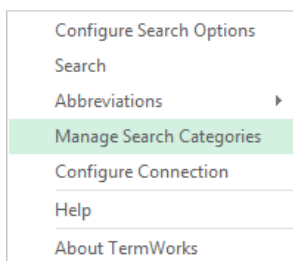 Configure Search Options
Search
Abbreviations
Manage Search Categories
Configure Connection
Help
About TermWorks